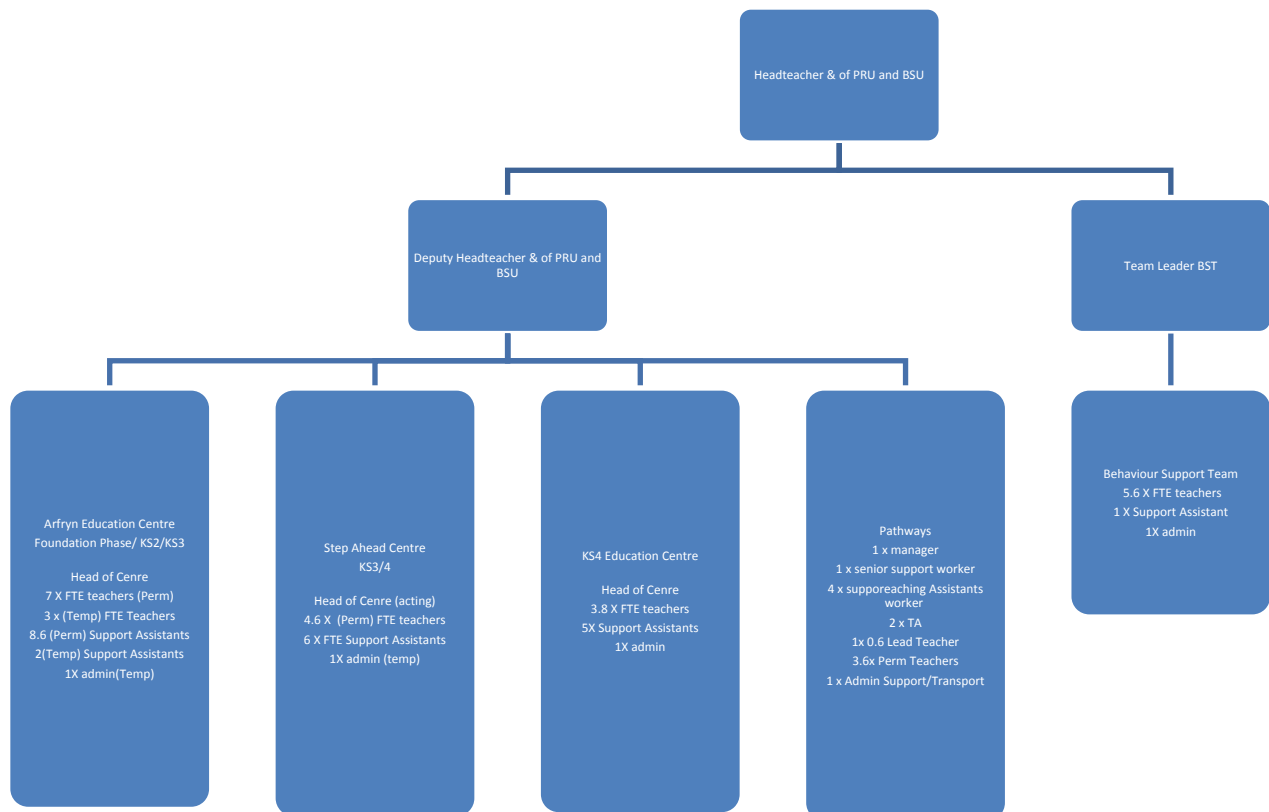 Headteacher & of PRU and BSU
Deputy Headteacher & of PRU and
BSU
Team Leader BST
Arfryn Education Centre
Foundation Phase/ KS2/KS3
Head of Cenre
7 X FTE teachers (Perm)
3 x (Temp) FTE Teachers
8.6 (Perm) Support Assistants
2(Temp) Support Assistants
1X admin(Temp)
Step Ahead Centre
KS3/4
Head of Cenre (acting)
4.6 X (Perm) FTE teachers
6 X FTE Support Assistants
1X admin (temp)
KS4 Education Centre
Head of Cenre
3.8 X FTE teachers
5X Support Assistants
1X admin
Pathways
1 x manager
1 x senior support worker
4 x supporeaching Assistants
worker
2 x TA
1x 0.6 Lead Teacher
3.6x Perm Teachers
1 x Admin Support/Transport
Behaviour Support Team
5.6 X FTE teachers
1 X Support Assistant
1X admin